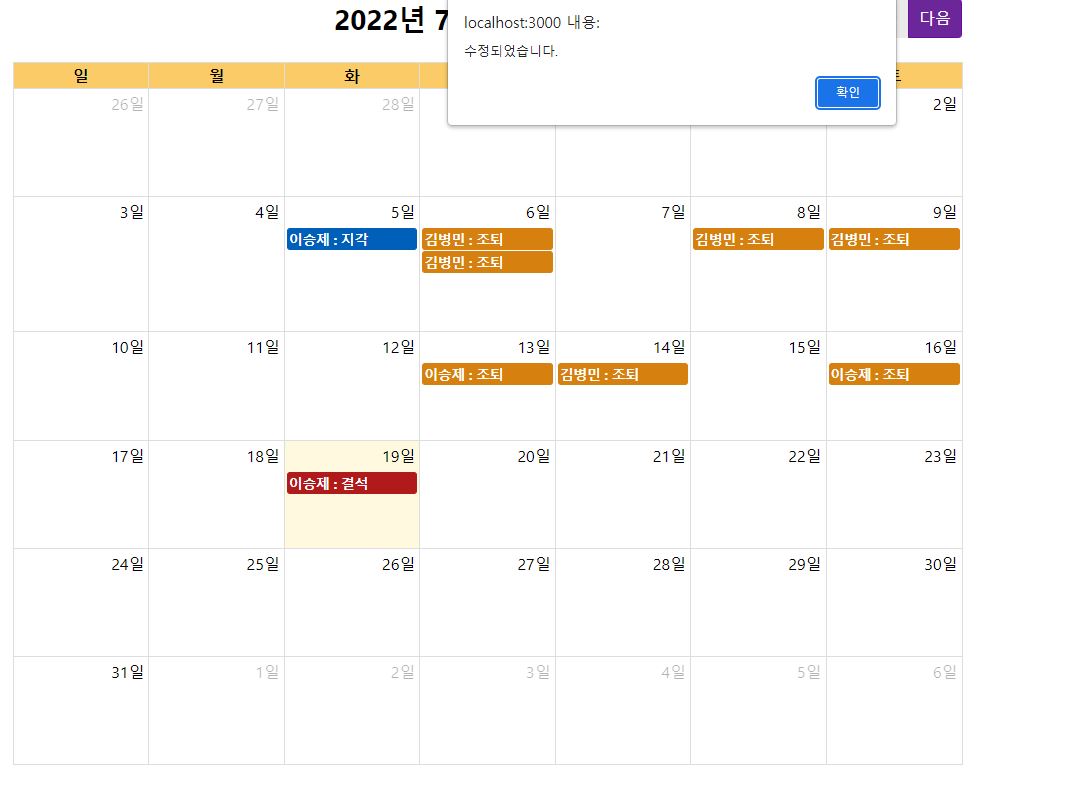 2022년 7
localhost:3000 내용:
수정되었습니다.
확인
다음
일 월 화
26일 27일 28일 2일
3일 4일 5일 6일 7일 8일 9일
이승제 : 지각 김병민 : 조퇴 김병민 : 조퇴 김병민 : 조퇴
김병민 : 조퇴
10일 11일 12일 13일 14일 15일 16일
이승제 : 조퇴 김병민 : 조퇴 이승제 : 조퇴
17일 18일 19일 20일 21일 22일 23일
이승제 : 결석
24일 25일 26일 27일 28일 29일 30일
31일 1일 2일 3일 4일 5일 6일